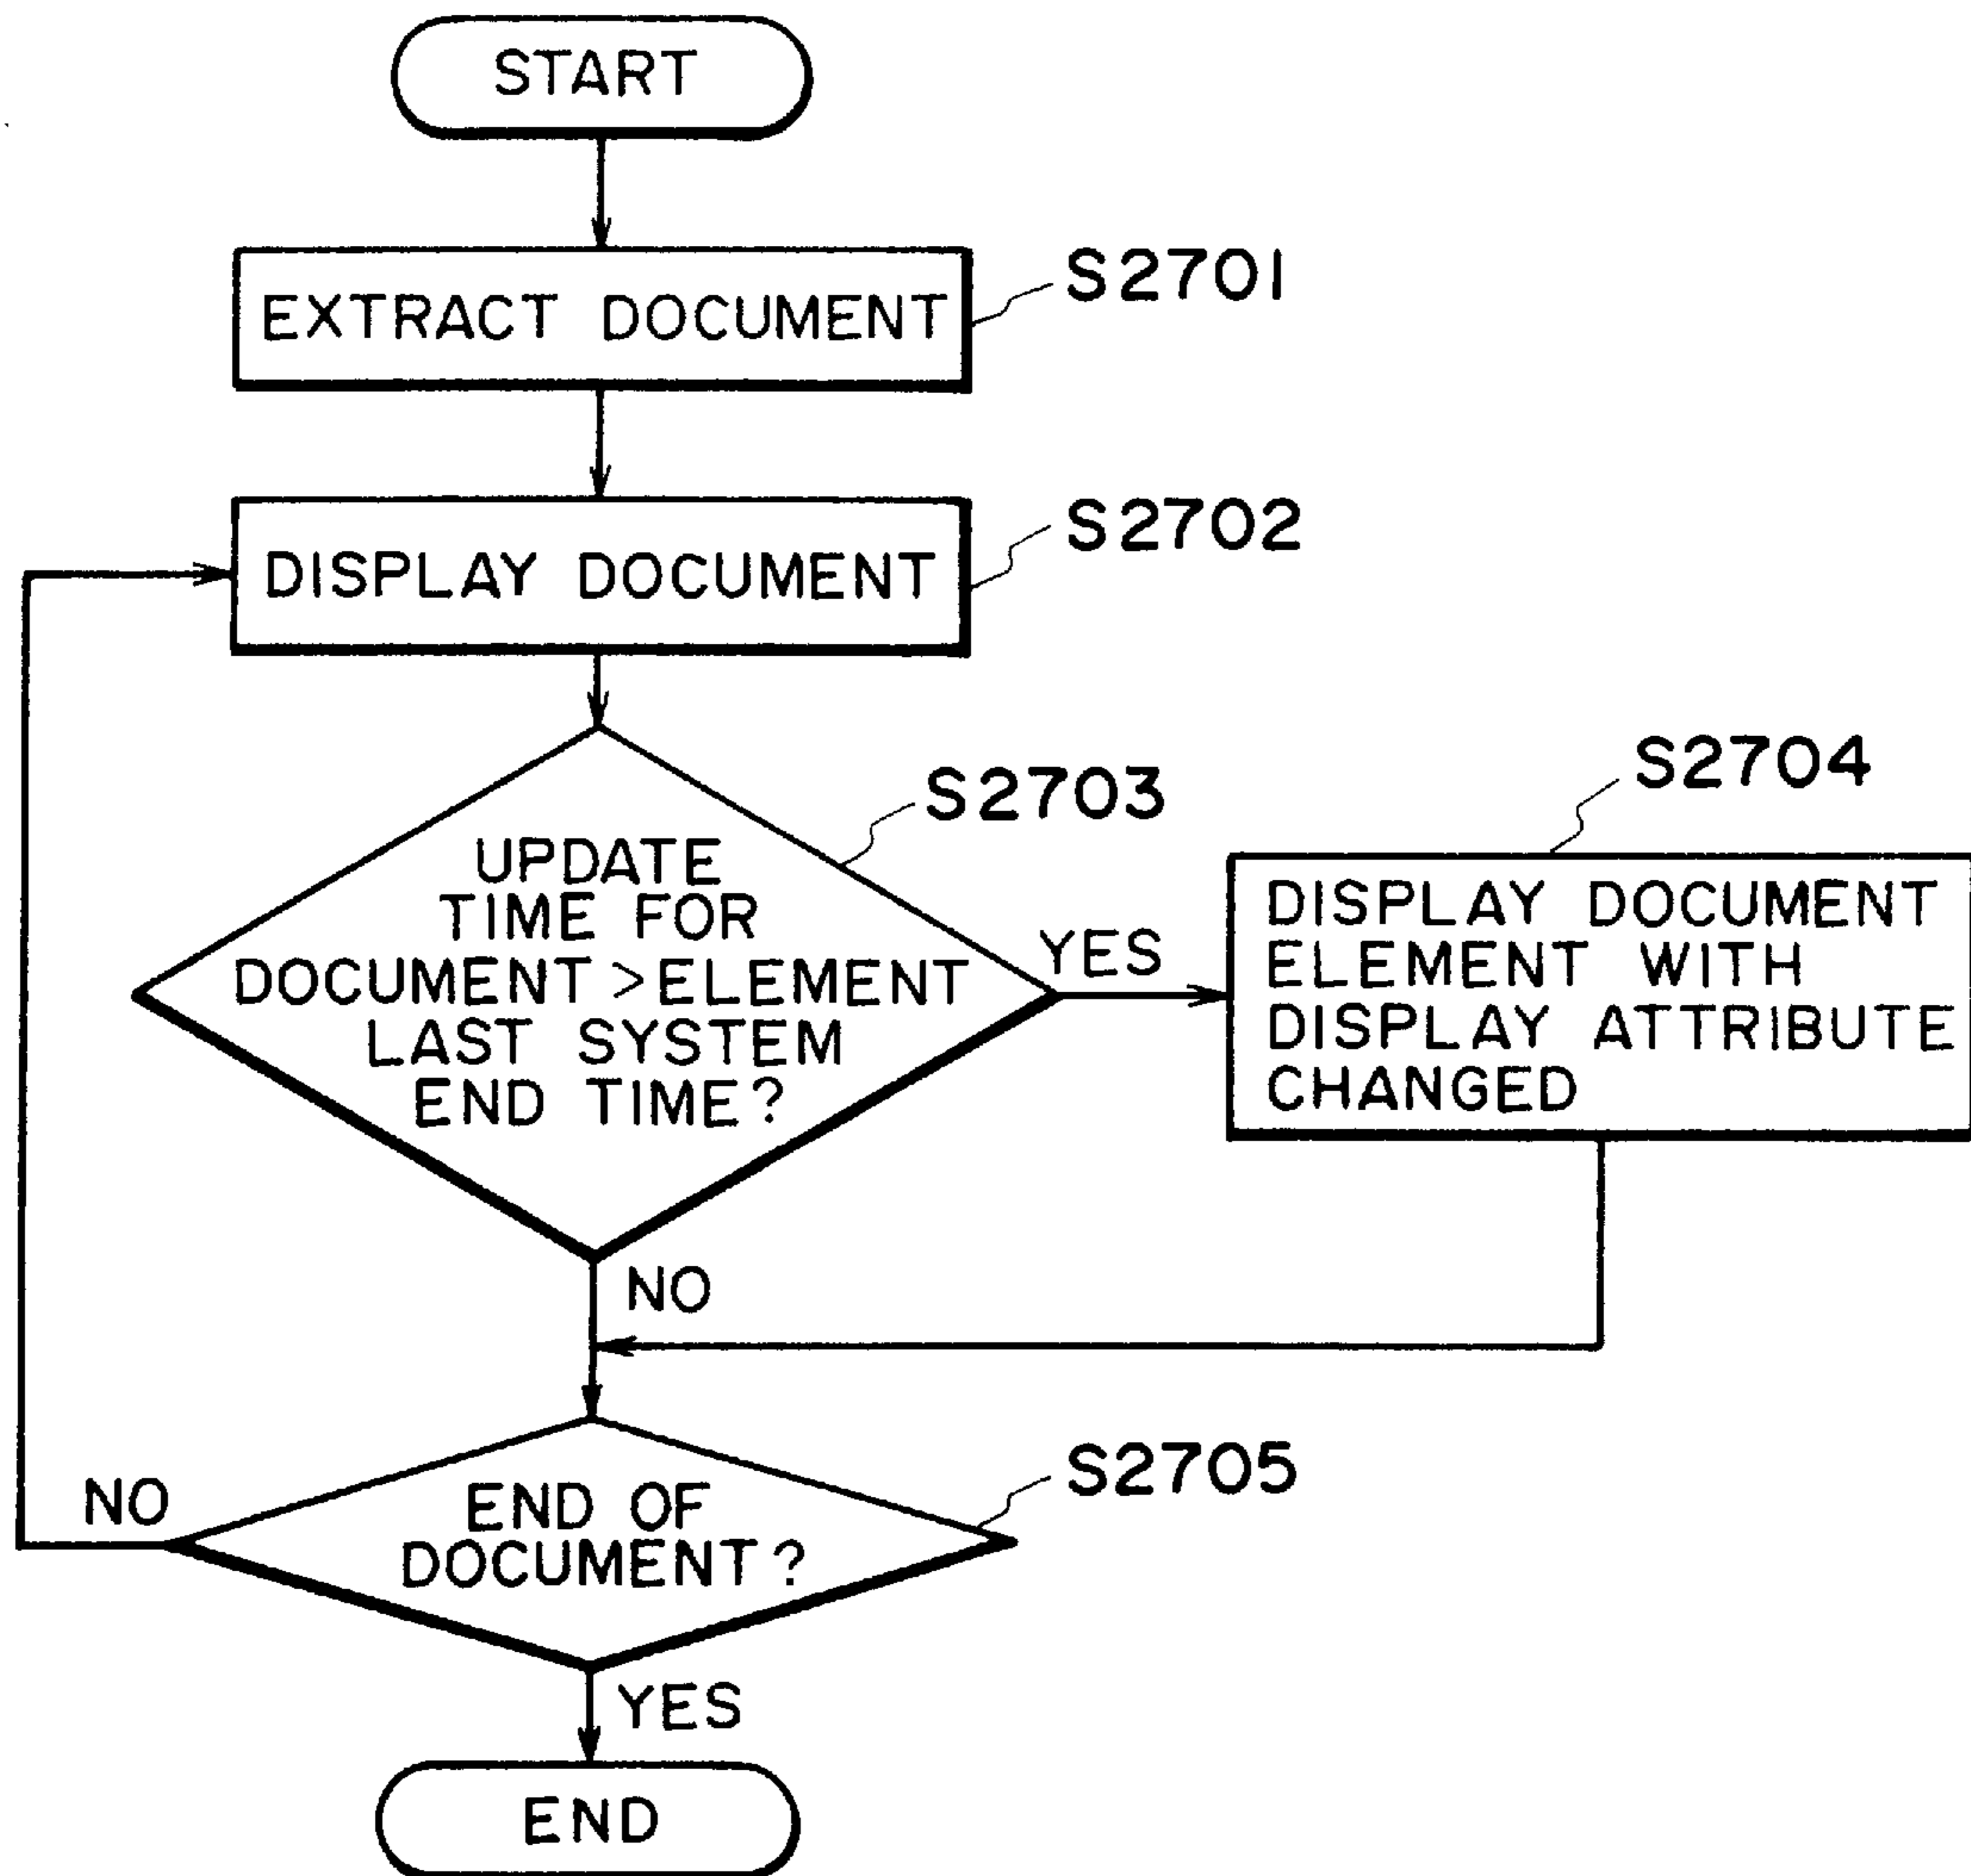 START
EXTRACT DOCUMENT
S2701
DISPLAY DOCUMENT
S2702
UPDATE
TIME FOR
DOCUMENT > ELEMENT
LAST SYSTEM
END TIME?
S2703
YES
S2704
DISPLAY DOCUMENT
ELEMENT WITH
DISPLAY ATTRIBUTE
CHANGED
NO
END OF
DOCUMENT?
S2705
NO
YES
END